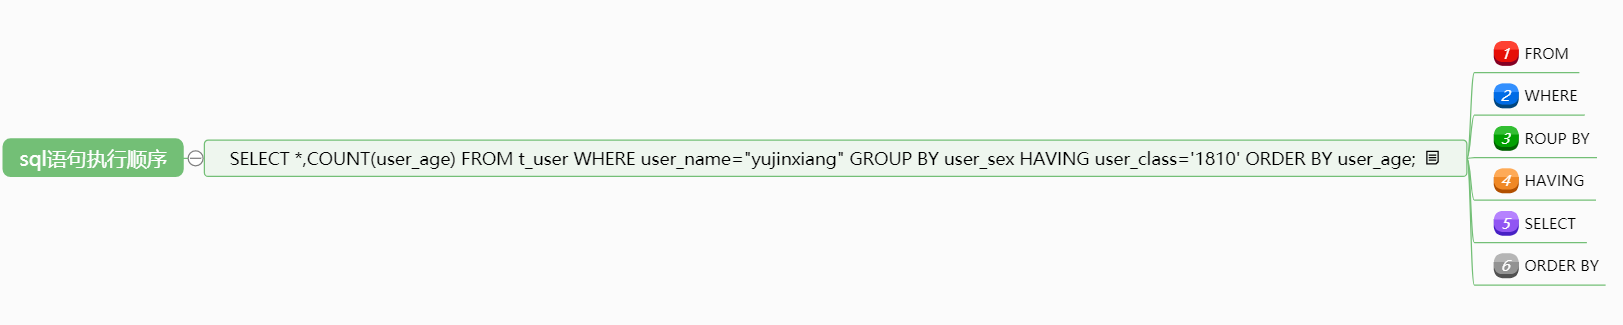 sql语句执行顺序
SELECT *,COUNT(user_age) FROM t_user WHERE user_name="yujinxiang" GROUP BY user_sex HAVING user_class='1810' ORDER BY user_age;
1 FROM
2 WHERE
3 ROUP BY
4 HAVING
5 SELECT
6 ORDER BY